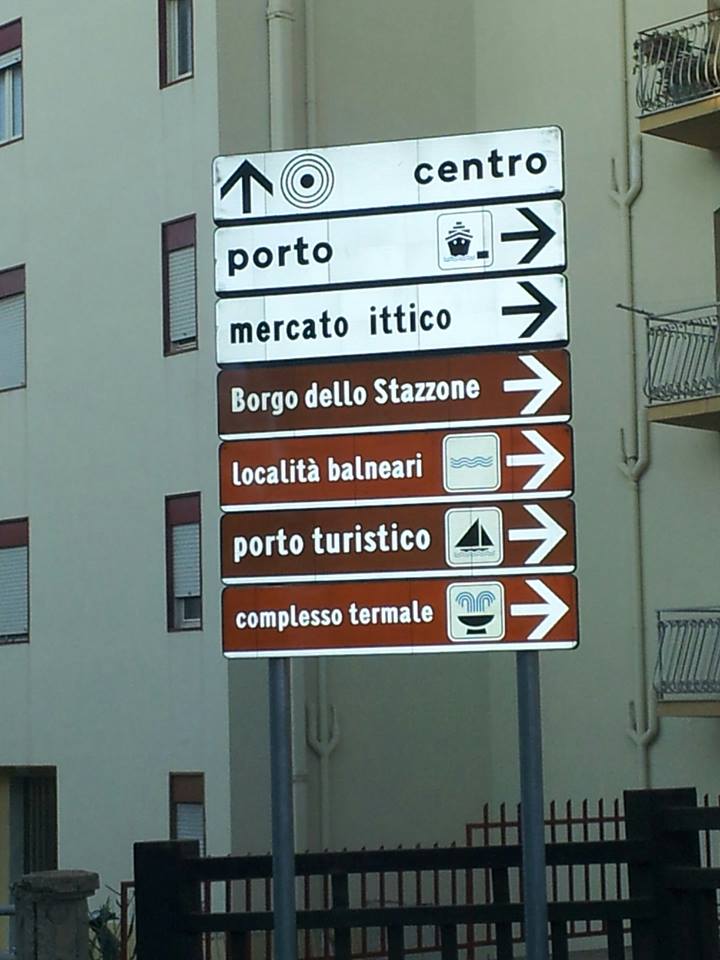 centro
porto
mercato ittico
Borgo dello Stazzone
località balneari
porto turistico
complesso termale